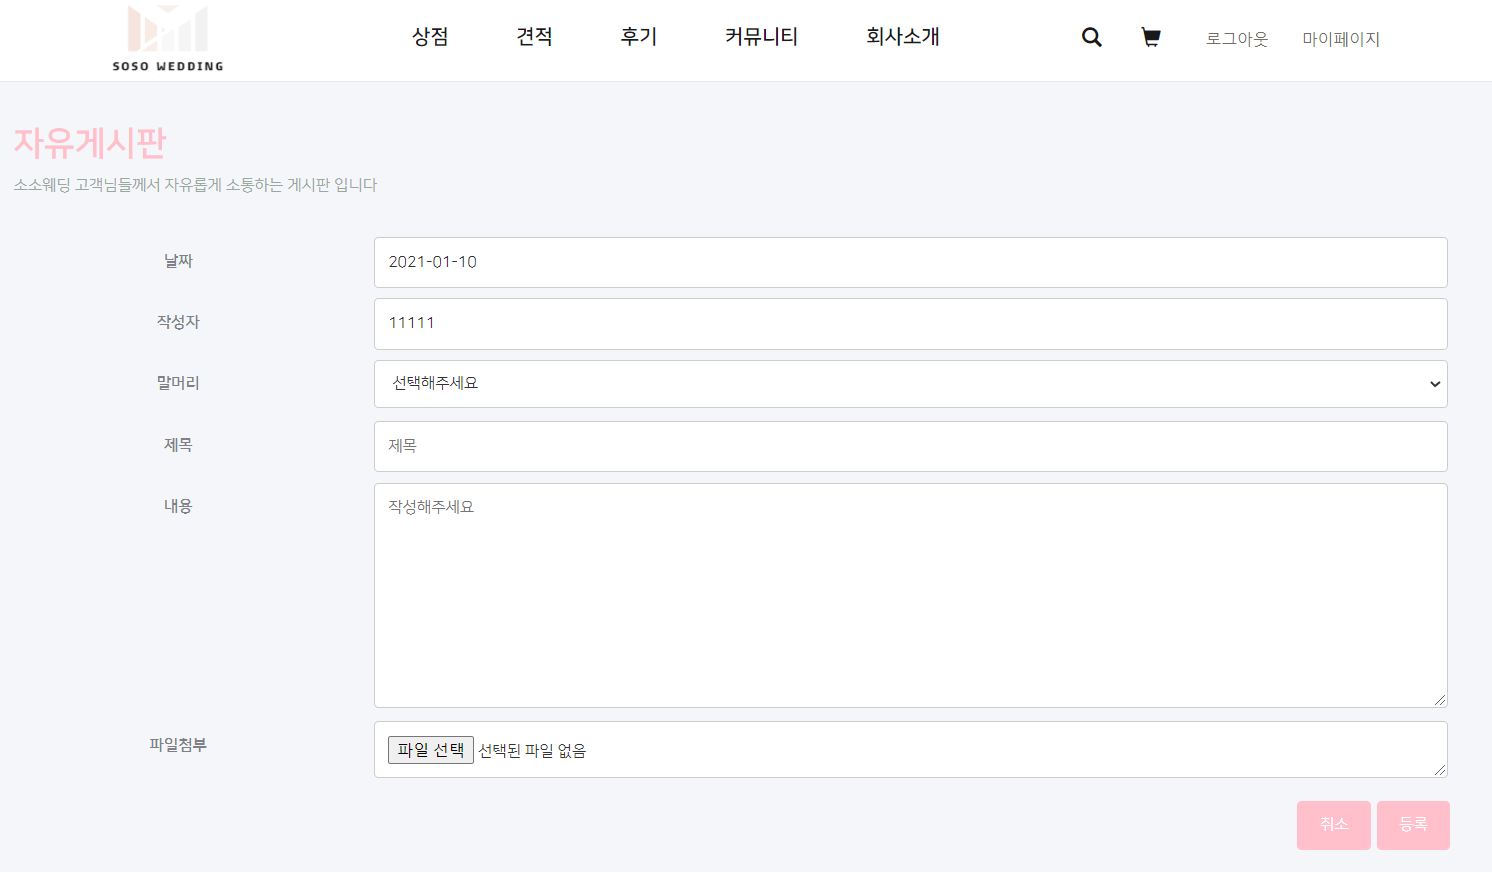 SOSO WEDDING
상점 견적 후기 커뮤니티 회사소개 로그아웃 마이페이지
자유게시판
소소웨딩 고객님들께서 자유롭게 소통하는 게시판 입니다
날짜 2021-01-10
작성자 11111
말머리 선택해주세요
제목 제목
내용 작성해주세요
파일첨부 파일 선택 선택된 파일 없음
취소 등록